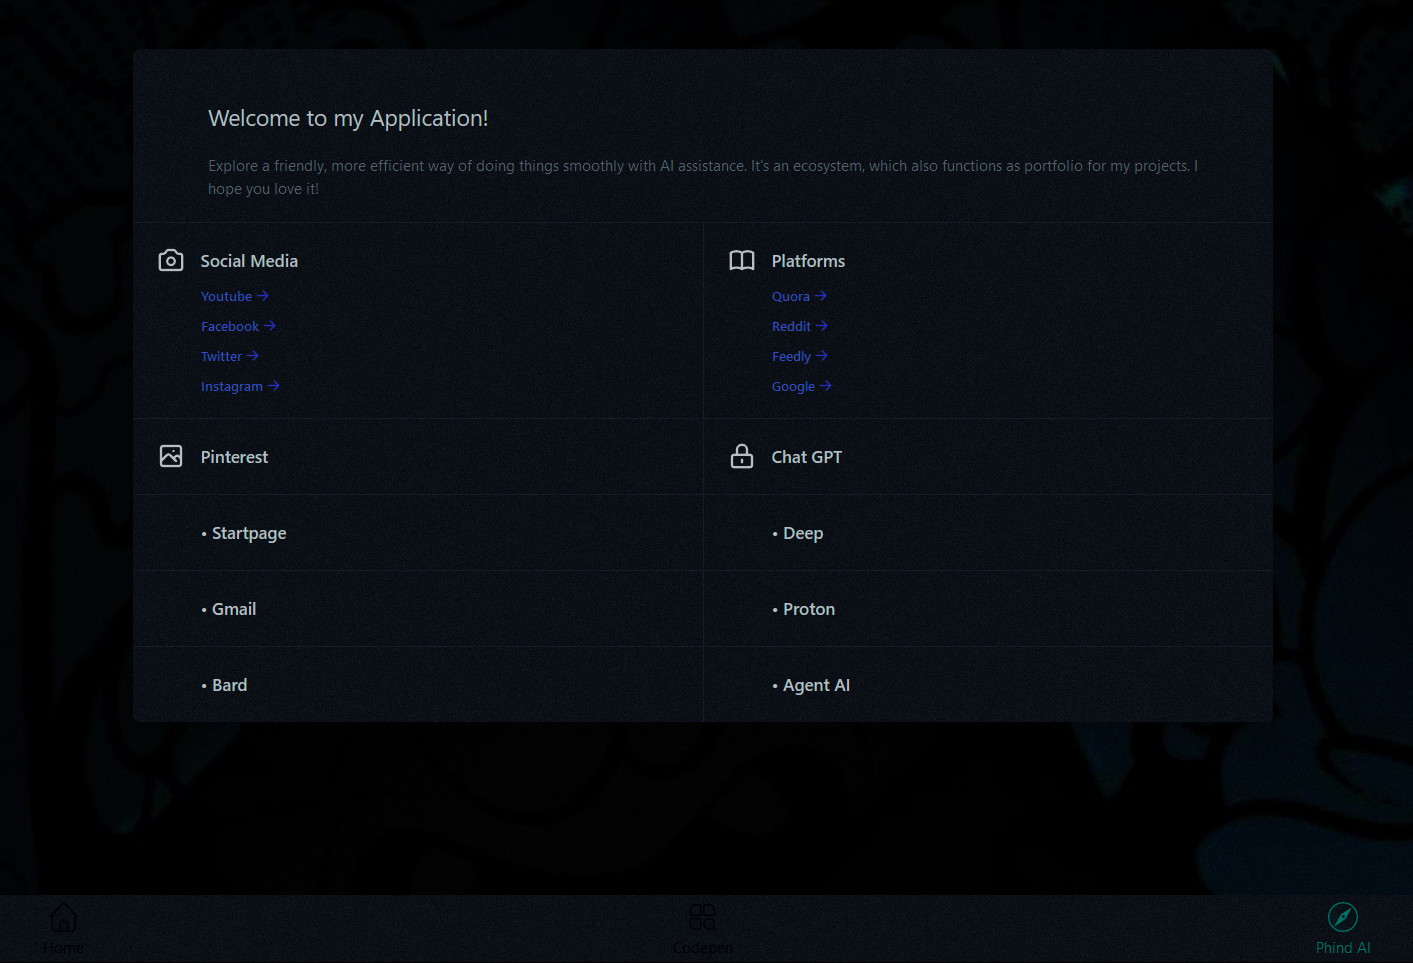 Welcome to my Application!
Explore a friendly, more efficient way of doing things smoothly with AI assistance. It's an ecosystem, which also functions as portfolio for my projects. I
hope you love it!
Social Media
Youtube →
Facebook →
Twitter →
Instagram →
Platforms
Quora →
Reddit →
Feedly →
Google →
Pinterest
Chat GPT
• Startpage
• Deep
• Gmail
• Proton
• Bard
• Agent AI
Home
Codepen
Phind AI